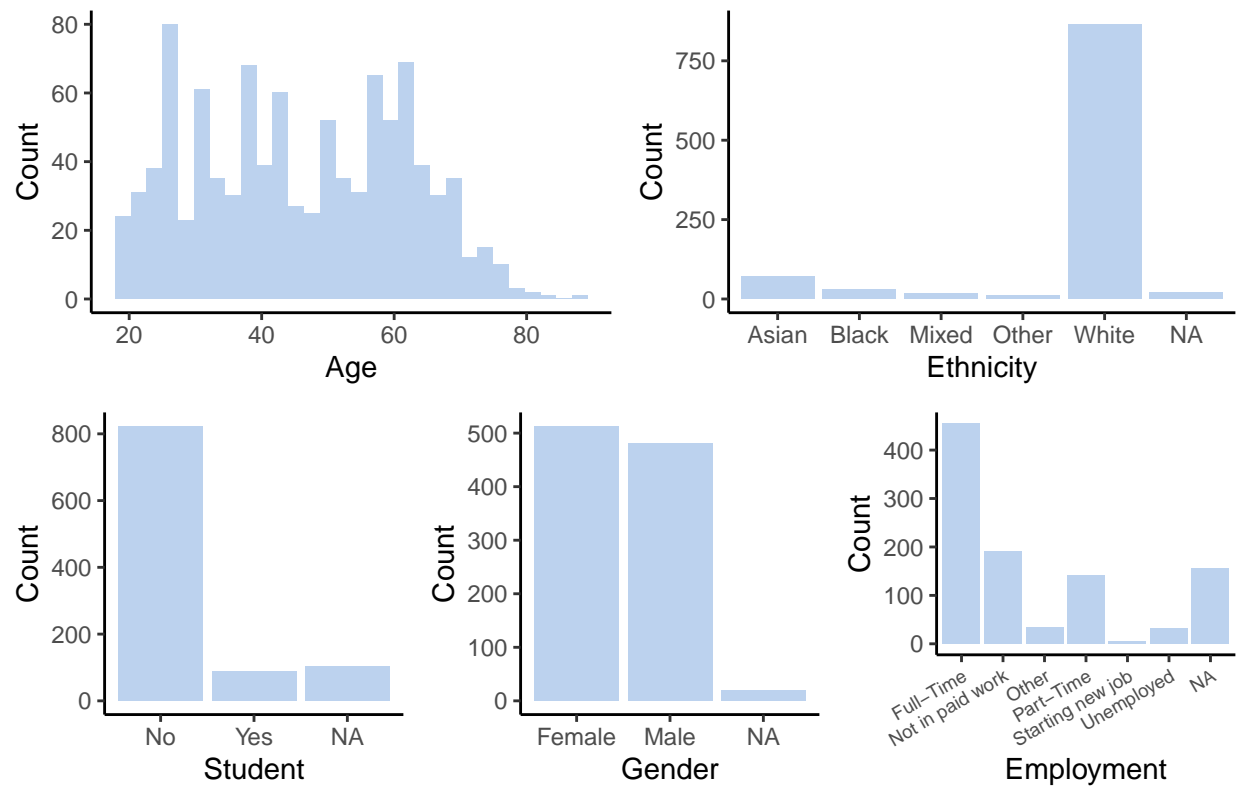 Count
80
60
40
20
0
20 40 60 80
Age
Count
750
500
250
0
Asian Black Mixed Other White NA
Ethnicity
Count
800
600
400
200
0
No Yes NA
Student
Count
500
400
300
200
100
0
Female Male NA
Gender
Count
400
300
200
100
0
Full–Time
Not in paid work
Other
Part–Time
Starting new job
Unemployed
NA
Employment